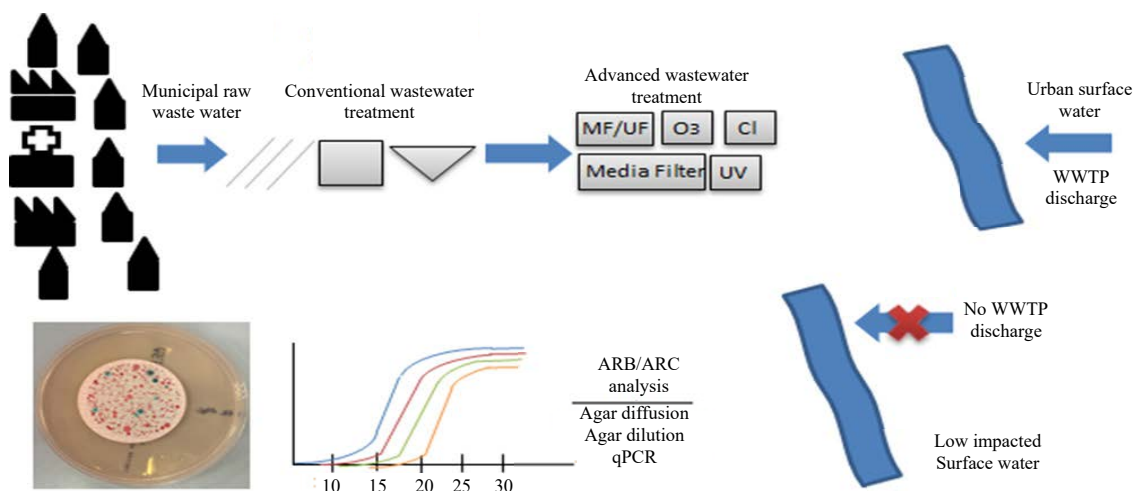 Municipal raw
waste water
Conventional wastewater
treatment
Advanced wastewater
treatment
MF/UF
O3
Cl
Media Filter
UV
Urban surface
water
WWTP
discharge
No WWTP
discharge
Low impacted
Surface water
ARB/ARC
analysis
Agar diffusion
Agar dilution
qPCR
10 15 20 25 30